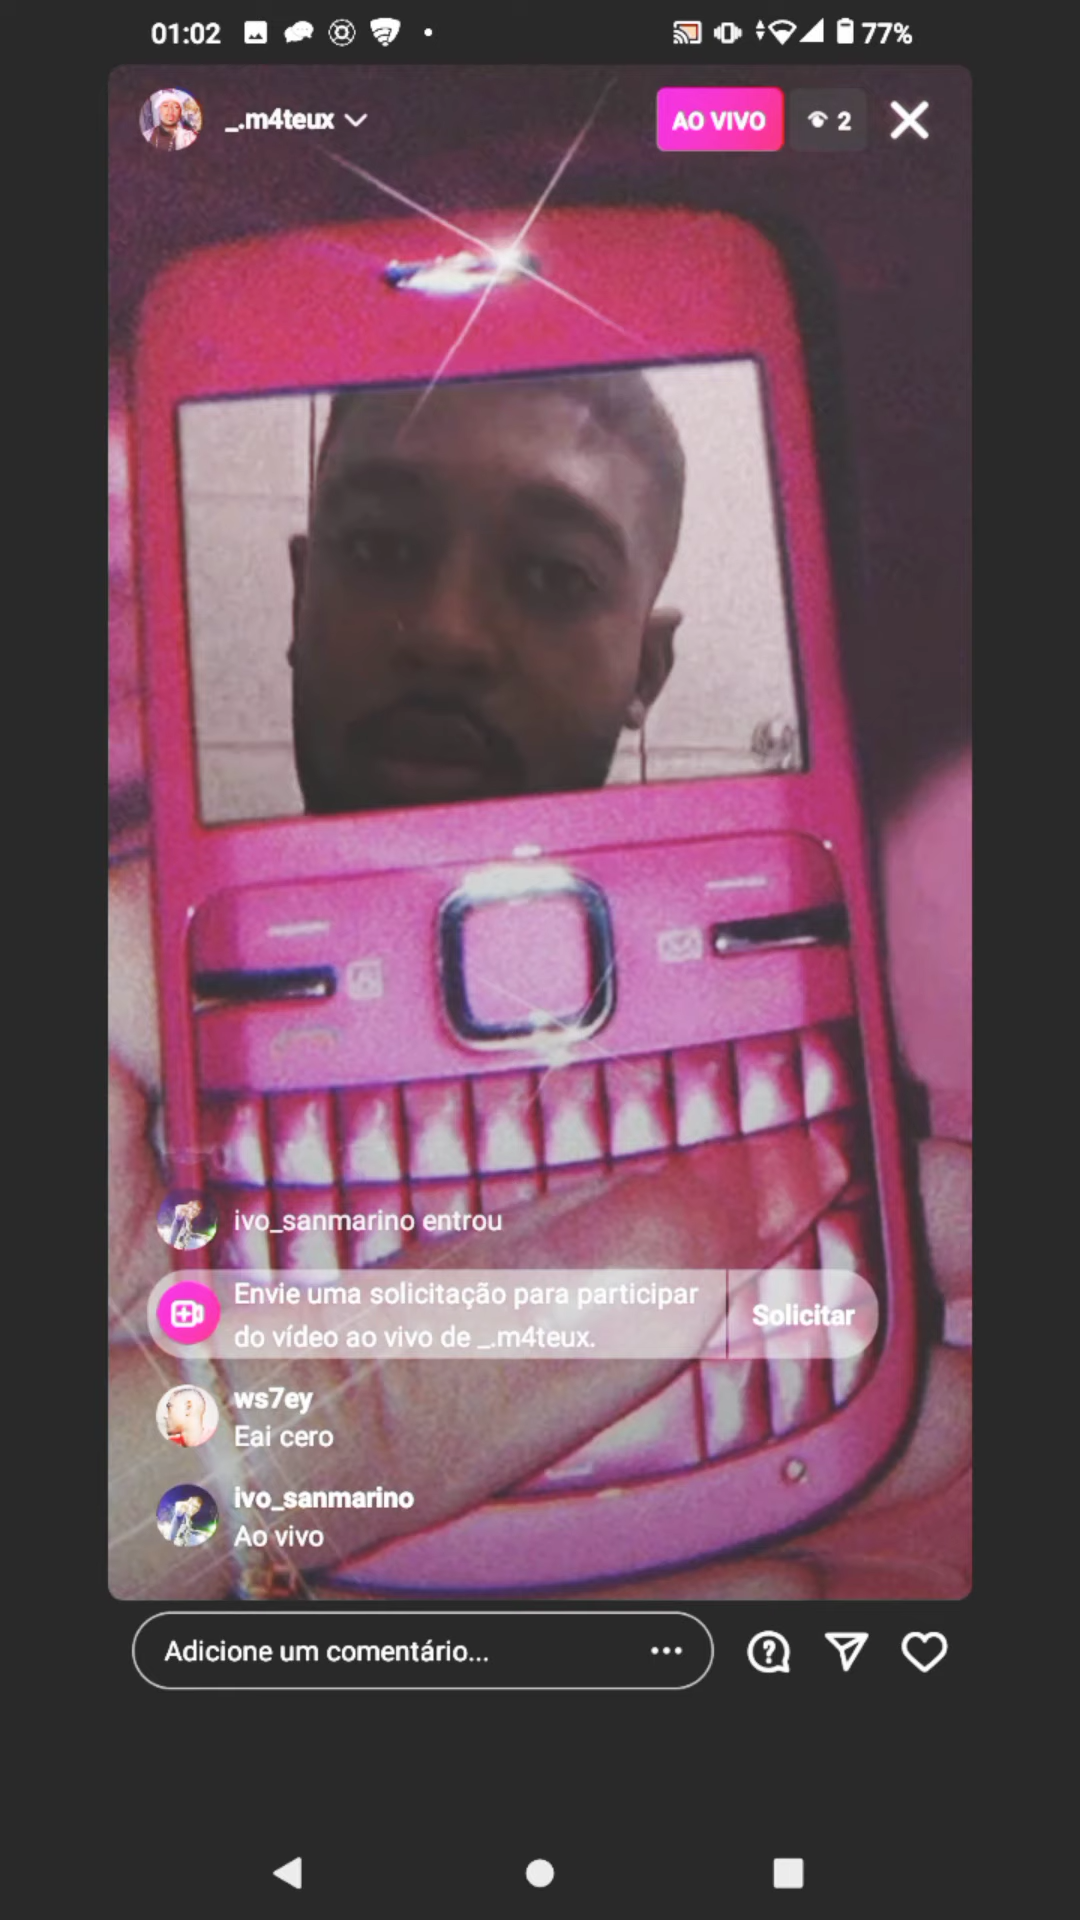 01:02
77%
_.m4teux
AO VIVO
2
ivo_sanmarino entrou
Envie uma solicitação para participar
do vídeo ao vivo de _.m4teux.
Solicitar
ws7ey
Eai cero
ivo_sanmarino
Ao vivo
Adicione um comentário...